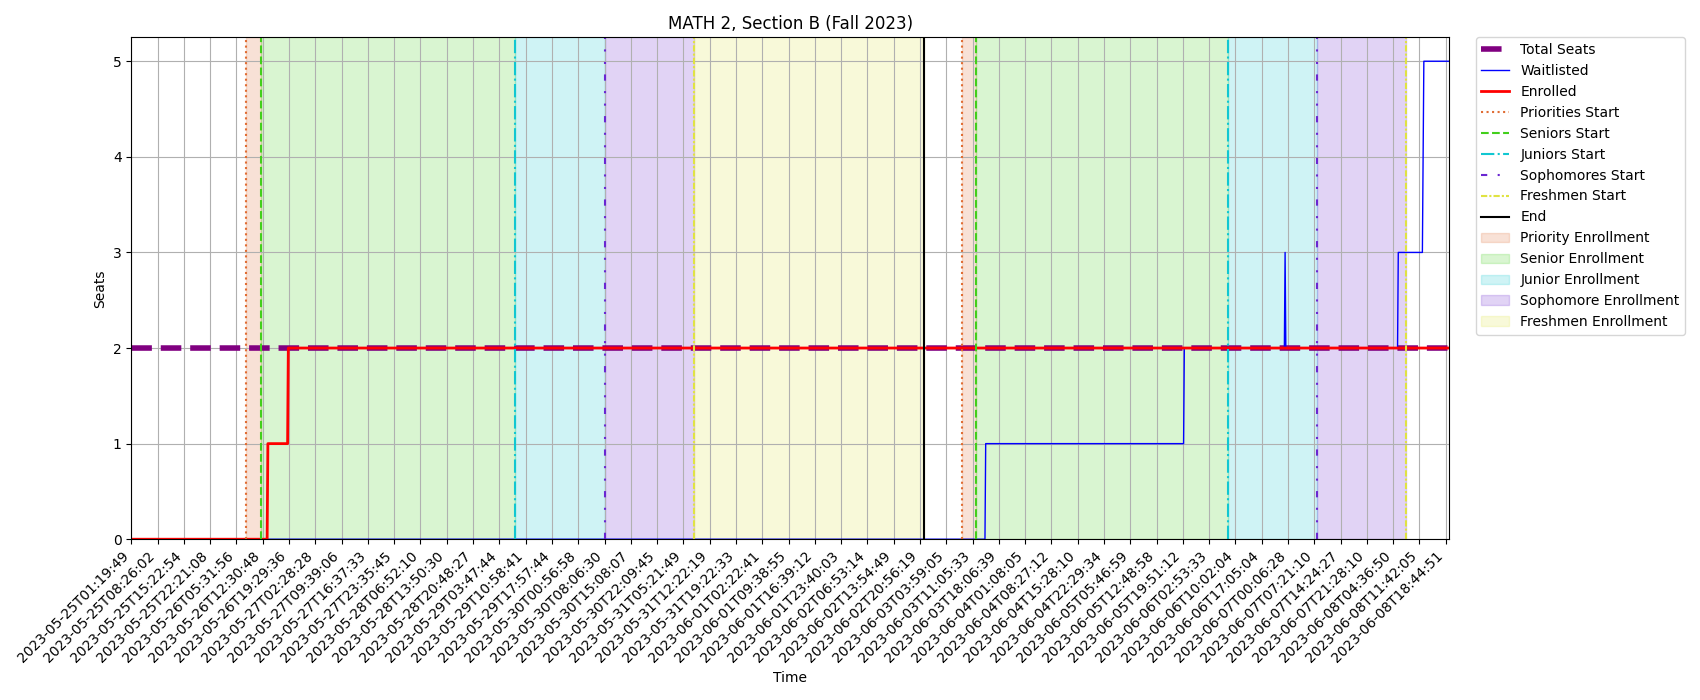 MATH 2, Section B (Fall 2023)
Seats
5
4
3
2
1
0
2023-05-25T01:19:49
2023-05-25T08:26:02
2023-05-25T15:22:54
2023-05-25T22:21:08
2023-05-26T05:31:56
2023-05-26T12:30:48
2023-05-26T19:29:36
2023-05-27T02:28:28
2023-05-27T09:39:06
2023-05-27T16:37:33
2023-05-27T23:35:45
2023-05-28T06:52:10
2023-05-28T13:50:30
2023-05-28T20:48:27
2023-05-29T03:47:44
2023-05-29T10:58:41
2023-05-29T17:57:44
2023-05-30T00:56:58
2023-05-30T08:06:30
2023-05-30T15:08:07
2023-05-30T22:09:45
2023-05-31T05:21:49
2023-05-31T12:22:19
2023-05-31T19:22:33
2023-06-01T02:22:41
2023-06-01T09:38:55
2023-06-01T16:39:12
2023-06-01T23:40:03
2023-06-02T06:53:14
2023-06-02T13:54:49
2023-06-02T20:56:19
2023-06-03T03:59:05
2023-06-03T11:05:33
2023-06-03T18:06:39
2023-06-04T01:08:05
2023-06-04T08:27:12
2023-06-04T15:28:10
2023-06-04T22:29:34
2023-06-05T05:46:59
2023-06-05T12:48:58
2023-06-05T19:51:12
2023-06-06T02:53:33
2023-06-06T10:02:04
2023-06-06T17:05:04
2023-06-07T00:06:28
2023-06-07T07:21:10
2023-06-07T14:24:27
2023-06-07T21:28:10
2023-06-08T04:36:50
2023-06-08T11:42:05
2023-06-08T18:44:51
Time
Total Seats
Waitlisted
Enrolled
Priorities Start
Seniors Start
Juniors Start
Sophomores Start
Freshmen Start
End
Priority Enrollment
Senior Enrollment
Junior Enrollment
Sophomore Enrollment
Freshmen Enrollment